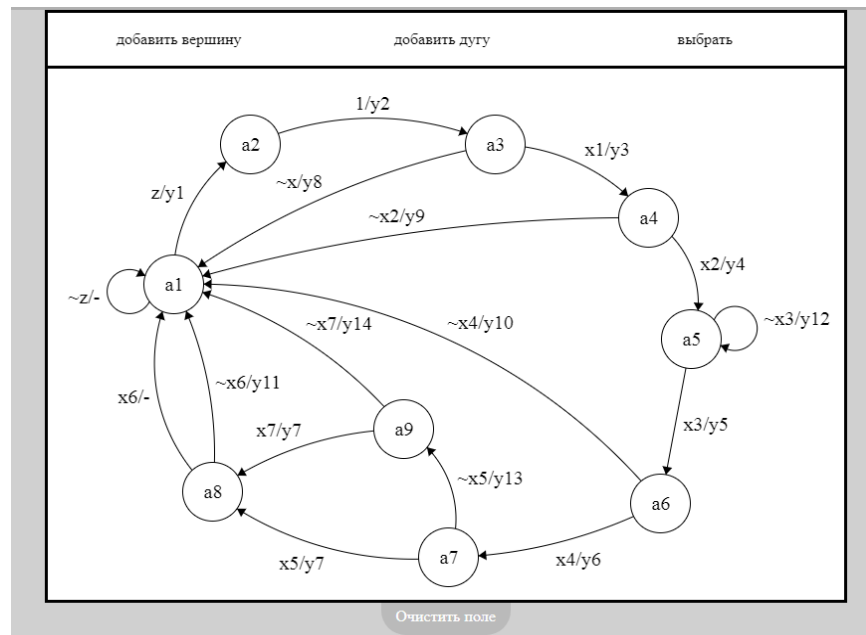 добавить вершину
добавить дугу
выбрать
1/y2
a2
a3
x1/y3
~x/y8
z/y1
~x2/y9
a4
x2/y4
a1
~z/-
~x7/y14
~x4/y10
a5
~x3/y12
~x6/y11
x6/-
x7/y7
a9
x3/y5
~x5/y13
a8
a6
a7
x5/y7
x4/y6
Очистить поле